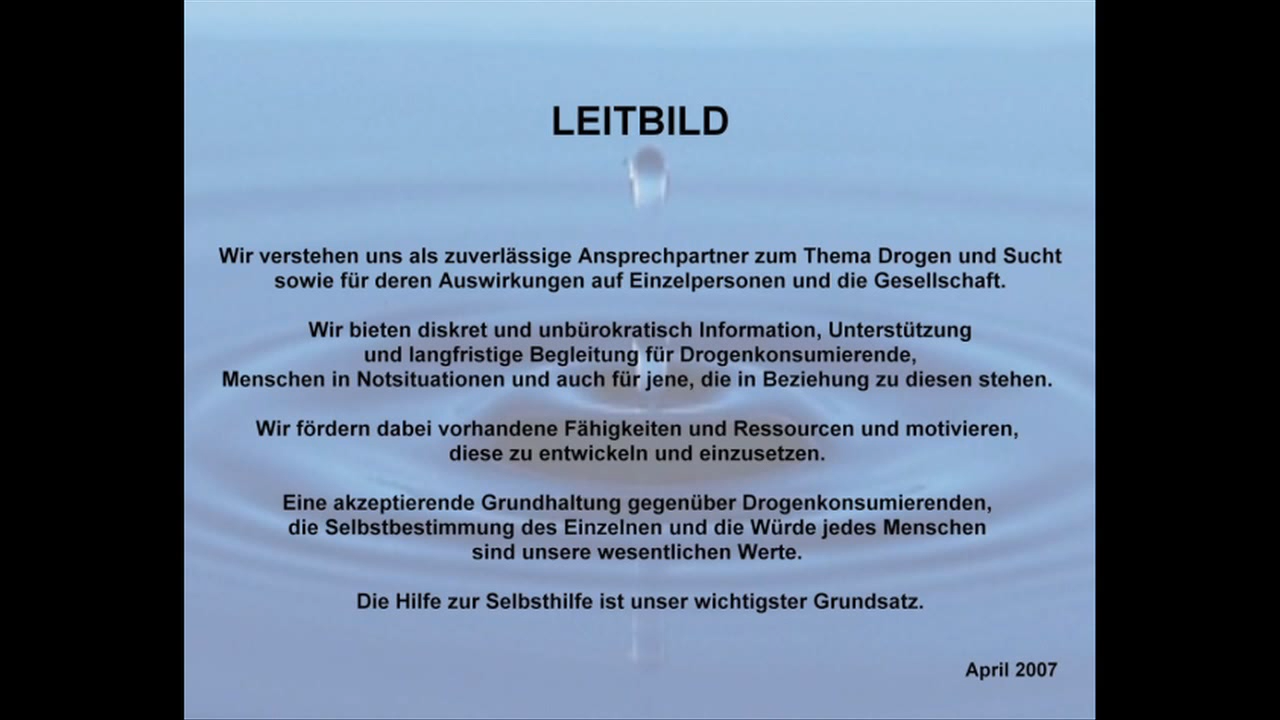 LEITBILD
Wir verstehen uns als zuverlässige Ansprechpartner zum Thema Drogen und Sucht
sowie für deren Auswirkungen auf Einzelpersonen und die Gesellschaft.
Wir bieten diskret und unbürokratisch Information, Unterstützung
und langfristige Begleitung für Drogenkonsumierende,
Menschen in Notsituationen und auch für jene, die in Beziehung zu diesen stehen.
Wir fördern dabei vorhandene Fähigkeiten und Ressourcen und motivieren,
diese zu entwickeln und einzusetzen.
Eine akzeptierende Grundhaltung gegenüber Drogenkonsumierenden,
die Selbstbestimmung des Einzelnen und die Würde jedes Menschen
sind unsere wesentlichen Werte.
Die Hilfe zur Selbsthilfe ist unser wichtigster Grundsatz.
April 2007